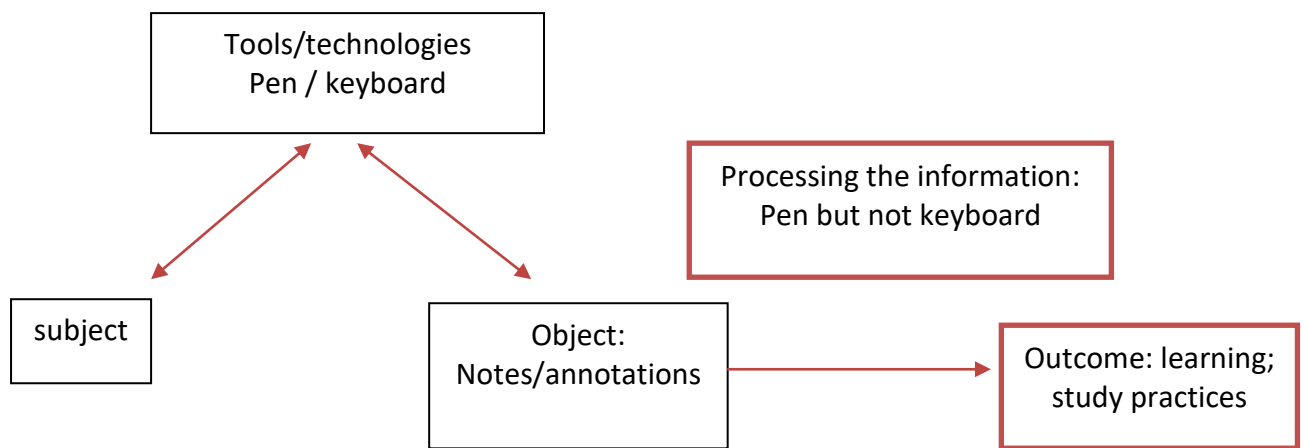 Tools/technologies
Pen / keyboard
Processing the information:
Pen but not keyboard
subject
Object:
Notes/annotations
Outcome: learning;
study practices